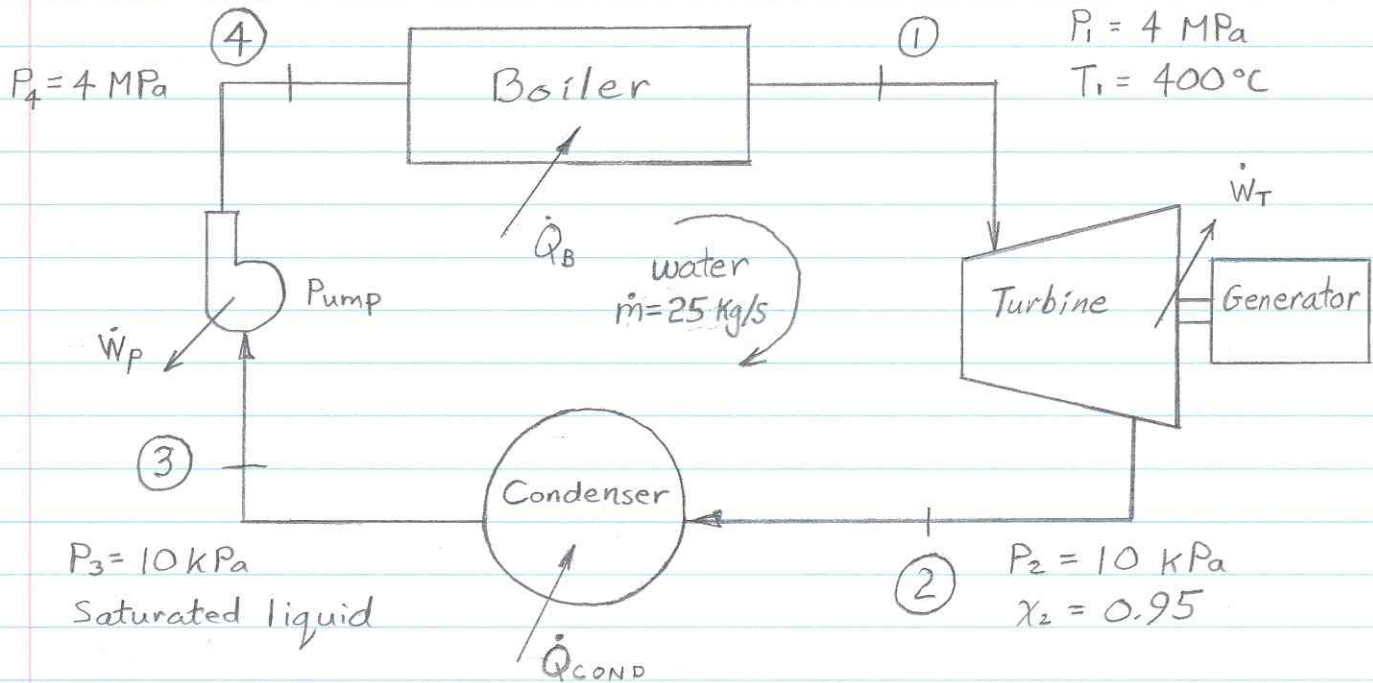 ④
Boiler
①
P₁ = 4 MPa
T₁ = 400°C
P₄ = 4 MPa
Q̇_B
water
ṁ = 25 Kg/s
Pump
Ẇ_P
Ẇ_T
Turbine
Generator
③
Condenser
P₃ = 10 kPa
Saturated liquid
Q̇_COND
②
P₂ = 10 kPa
x₂ = 0.95